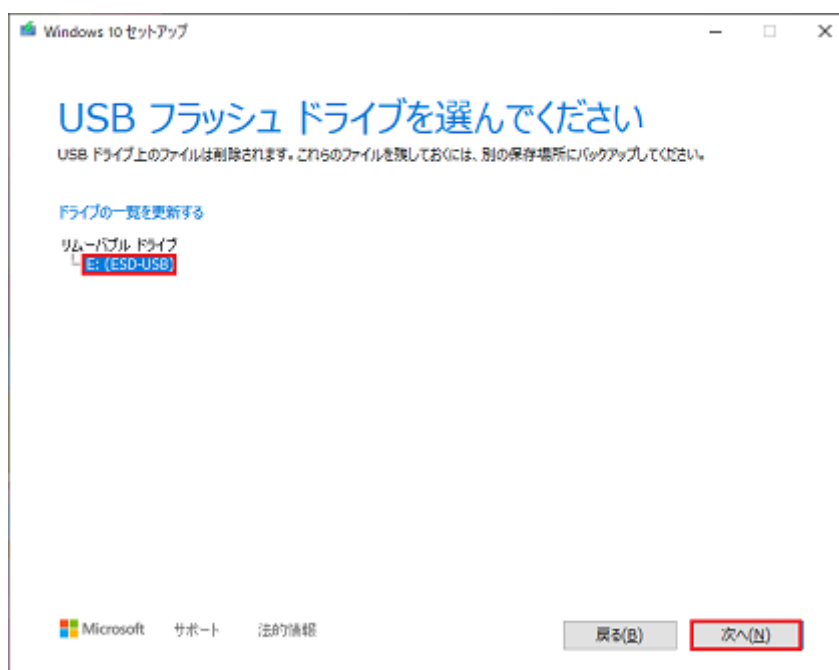 Windows 10 セットアップ
USB フラッシュ ドライブを選んでください
USB ドライブ上のファイルは削除されます。これらのファイルを残しておくには、別の保存場所にバックアップしてください。
ドライブの一覧を更新する
リムーバブル ドライブ
E: (ESD-USB)
Microsoft サポート 法的情報 戻る(B) 次へ(N)